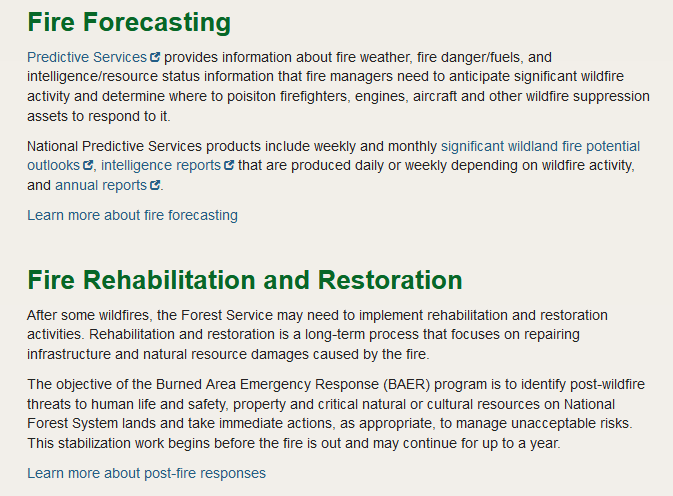 Fire Forecasting
Predictive Services provides information about fire weather, fire danger/fuels, and
intelligence/resource status information that fire managers need to anticipate significant wildfire
activity and determine where to poisiton firefighters, engines, aircraft and other wildfire suppression
assets to respond to it.
National Predictive Services products include weekly and monthly significant wildland fire potential
outlooks, intelligence reports that are produced daily or weekly depending on wildfire activity,
and annual reports.
Learn more about fire forecasting
Fire Rehabilitation and Restoration
After some wildfires, the Forest Service may need to implement rehabilitation and restoration
activities. Rehabilitation and restoration is a long-term process that focuses on repairing
infrastructure and natural resource damages caused by the fire.
The objective of the Burned Area Emergency Response (BAER) program is to identify post-wildfire
threats to human life and safety, property and critical natural or cultural resources on National
Forest System lands and take immediate actions, as appropriate, to manage unacceptable risks.
This stabilization work begins before the fire is out and may continue for up to a year.
Learn more about post-fire responses